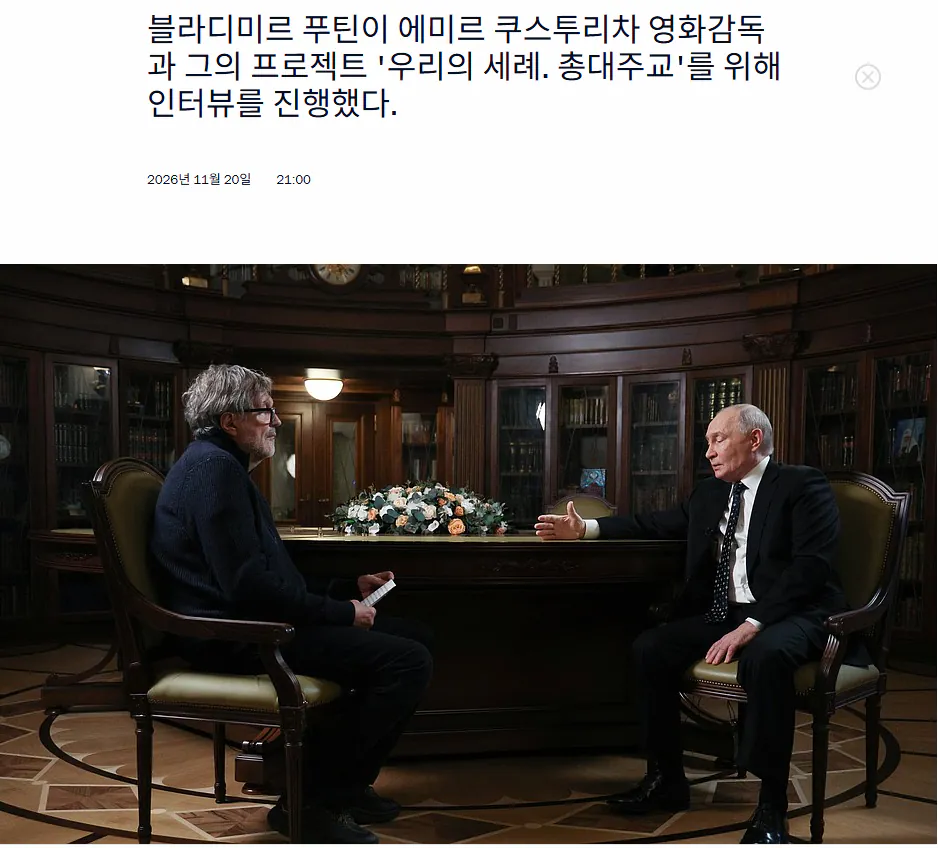 블라디미르 푸틴이 에미르 쿠스투리차 영화감독
과 그의 프로젝트 '우리의 세례. 총대주교'를 위해
인터뷰를 진행했다.
2026년 11월 20일 21:00